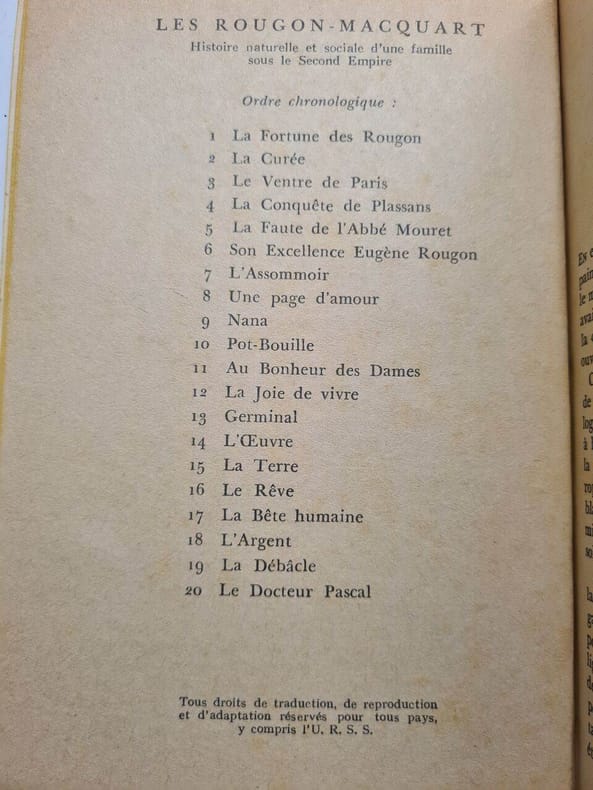 LES ROUGON-MACQUART
Histoire naturelle et sociale d'une famille
sous le Second Empire
Ordre chronologique :
1 La Fortune des Rougon
2 La Curée
3 Le Ventre de Paris
4 La Conquête de Plassans
5 La Faute de l'Abbé Mouret
6 Son Excellence Eugène Rougon
7 L'Assommoir
8 Une page d'amour
9 Nana
10 Pot-Bouille
11 Au Bonheur des Dames
12 La Joie de vivre
13 Germinal
14 L'Œuvre
15 La Terre
16 Le Rêve
17 La Bête humaine
18 L'Argent
19 La Débâcle
20 Le Docteur Pascal
Tous droits de traduction, de reproduction
et d'adaptation réservés pour tous pays,
y compris l'U. R. S. S.